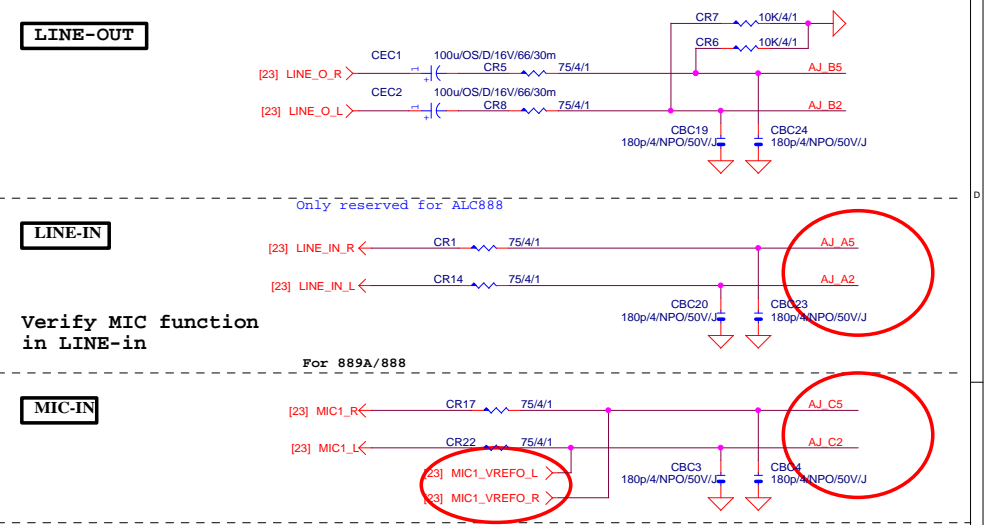 LINE-OUT
CR7 10K/4/1
CR6 10K/4/1
CEC1 100u/OS/D/16V/66/30m
[23] LINE_O_R 1 + CR5 75/4/1 AJ_B5
CEC2 100u/OS/D/16V/66/30m
[23] LINE_O_L 1 + CR8 75/4/1 AJ_B2
CBC19 CBC24
180p/4/NPO/50V/J 180p/4/NPO/50V/J
D
Only reserved for ALC888
LINE-IN
[23] LINE_IN_R CR1 75/4/1 AJ_A5
[23] LINE_IN_L CR14 75/4/1 AJ_A2
CBC20 CBC23
180p/4/NPO/50V/J 180p/4/NPO/50V/J
Verify MIC function
in LINE-in
For 889A/888
MIC-IN
[23] MIC1_R CR17 75/4/1 AJ_C5
[23] MIC1_L CR22 75/4/1 AJ_C2
[23] MIC1_VREFO_L CBC3 CBC4
180p/4/NPO/50V/J 180p/4/NPO/50V/J
[23] MIC1_VREFO_R